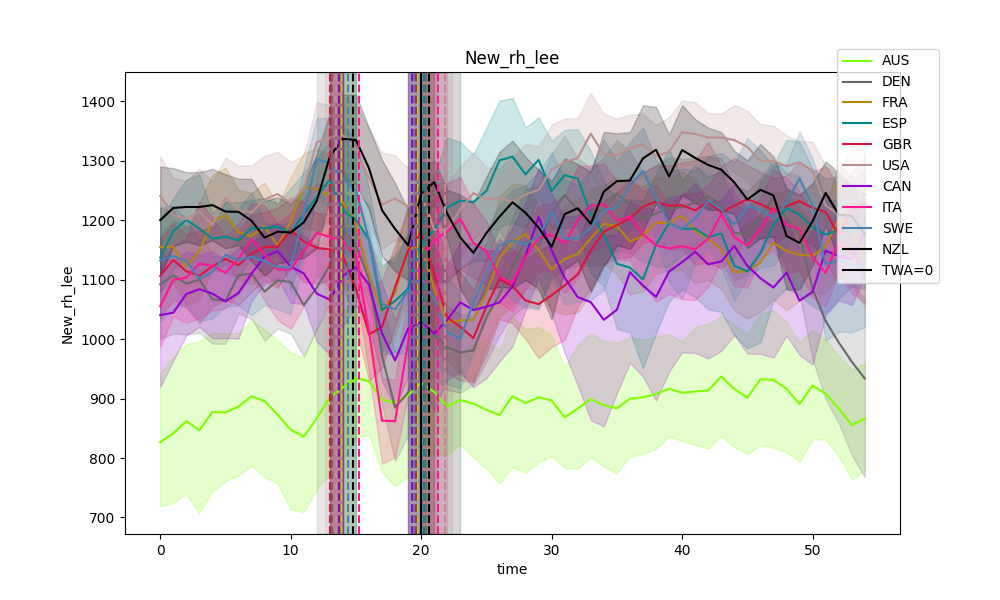 New_rh_lee
AUS
DEN
FRA
ESP
GBR
USA
CAN
ITA
SWE
NZL
TWA=0
1400
1300
1200
1100
1000
900
800
700
New_rh_lee
0 10 20 30 40 50
time